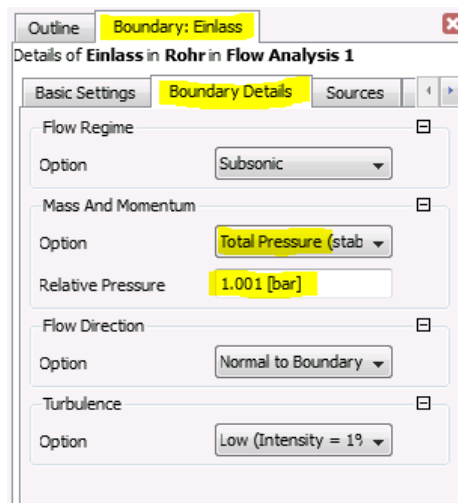 Outline Boundary: Einlass
Details of Einlass in Rohr in Flow Analysis 1
Basic Settings Boundary Details Sources
Flow Regime
Option Subsonic
Mass And Momentum
Option Total Pressure (stab
Relative Pressure 1.001 [bar]
Flow Direction
Option Normal to Boundary
Turbulence
Option Low (Intensity = 1%